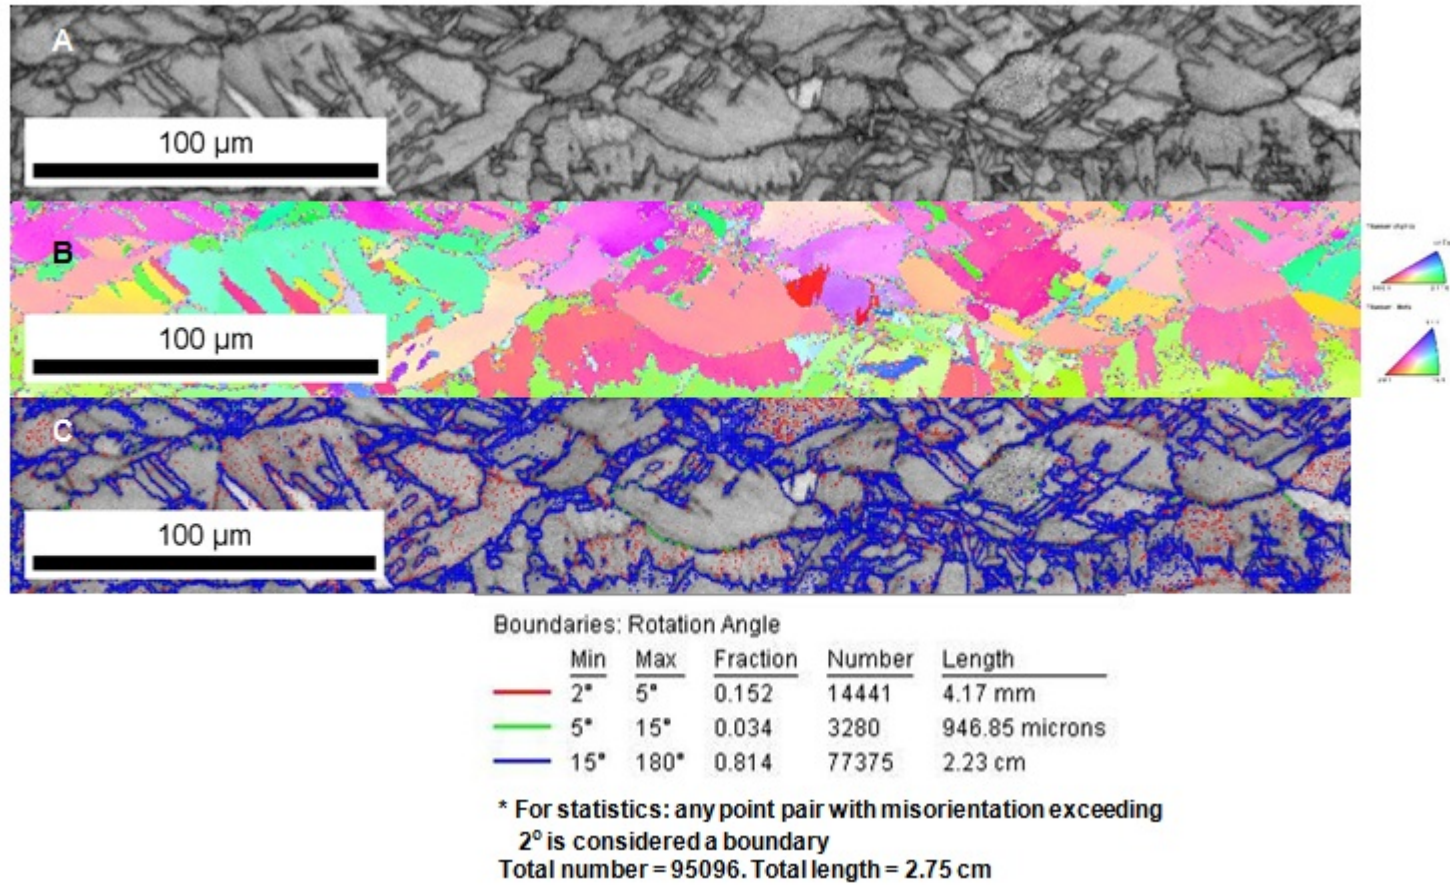 A
100 µm
B
100 µm
C
100 µm
Boundaries: Rotation Angle
Min Max Fraction Number Length
2° 5° 0.152 14441 4.17 mm
5° 15° 0.034 3280 946.85 microns
15° 180° 0.814 77375 2.23 cm
* For statistics: any point pair with misorientation exceeding
2° is considered a boundary
Total number = 95096. Total length = 2.75 cm